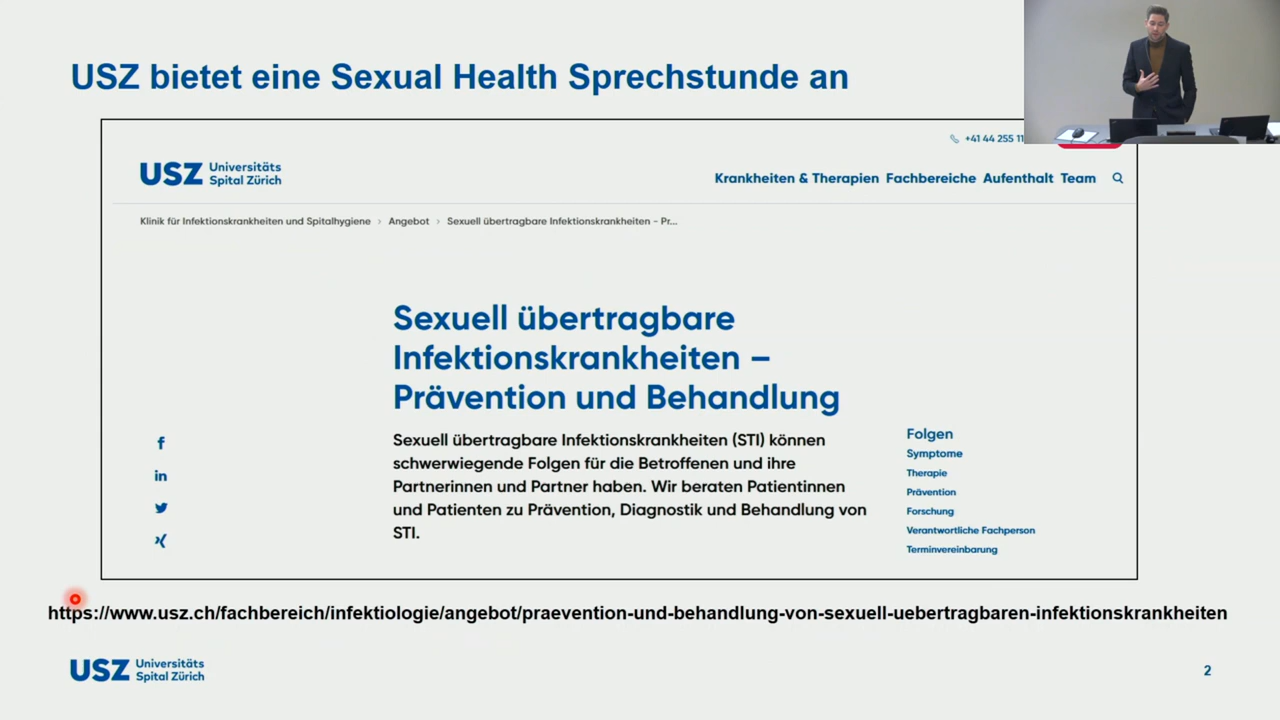 USZ bietet eine Sexual Health Sprechstunde an
+41 44 255 11
USZ Universitäts
Spital Zürich
Krankheiten & Therapien Fachbereiche Aufenthalt Team
Klinik für Infektionskrankheiten und Spitalhygiene > Angebot > Sexuell übertragbare Infektionskrankheiten - Pr...
Sexuell übertragbare
Infektionskrankheiten –
Prävention und Behandlung
Sexuell übertragbare Infektionskrankheiten (STI) können
schwerwiegende Folgen für die Betroffenen und ihre
Partnerinnen und Partner haben. Wir beraten Patientinnen
und Patienten zu Prävention, Diagnostik und Behandlung von
STI.
Folgen
Symptome
Therapie
Prävention
Forschung
Verantwortliche Fachperson
Terminvereinbarung
https://www.usz.ch/fachbereich/infektiologie/angebot/praevention-und-behandlung-von-sexuell-uebertragbaren-infektionskrankheiten
USZ Universitäts
Spital Zürich
2